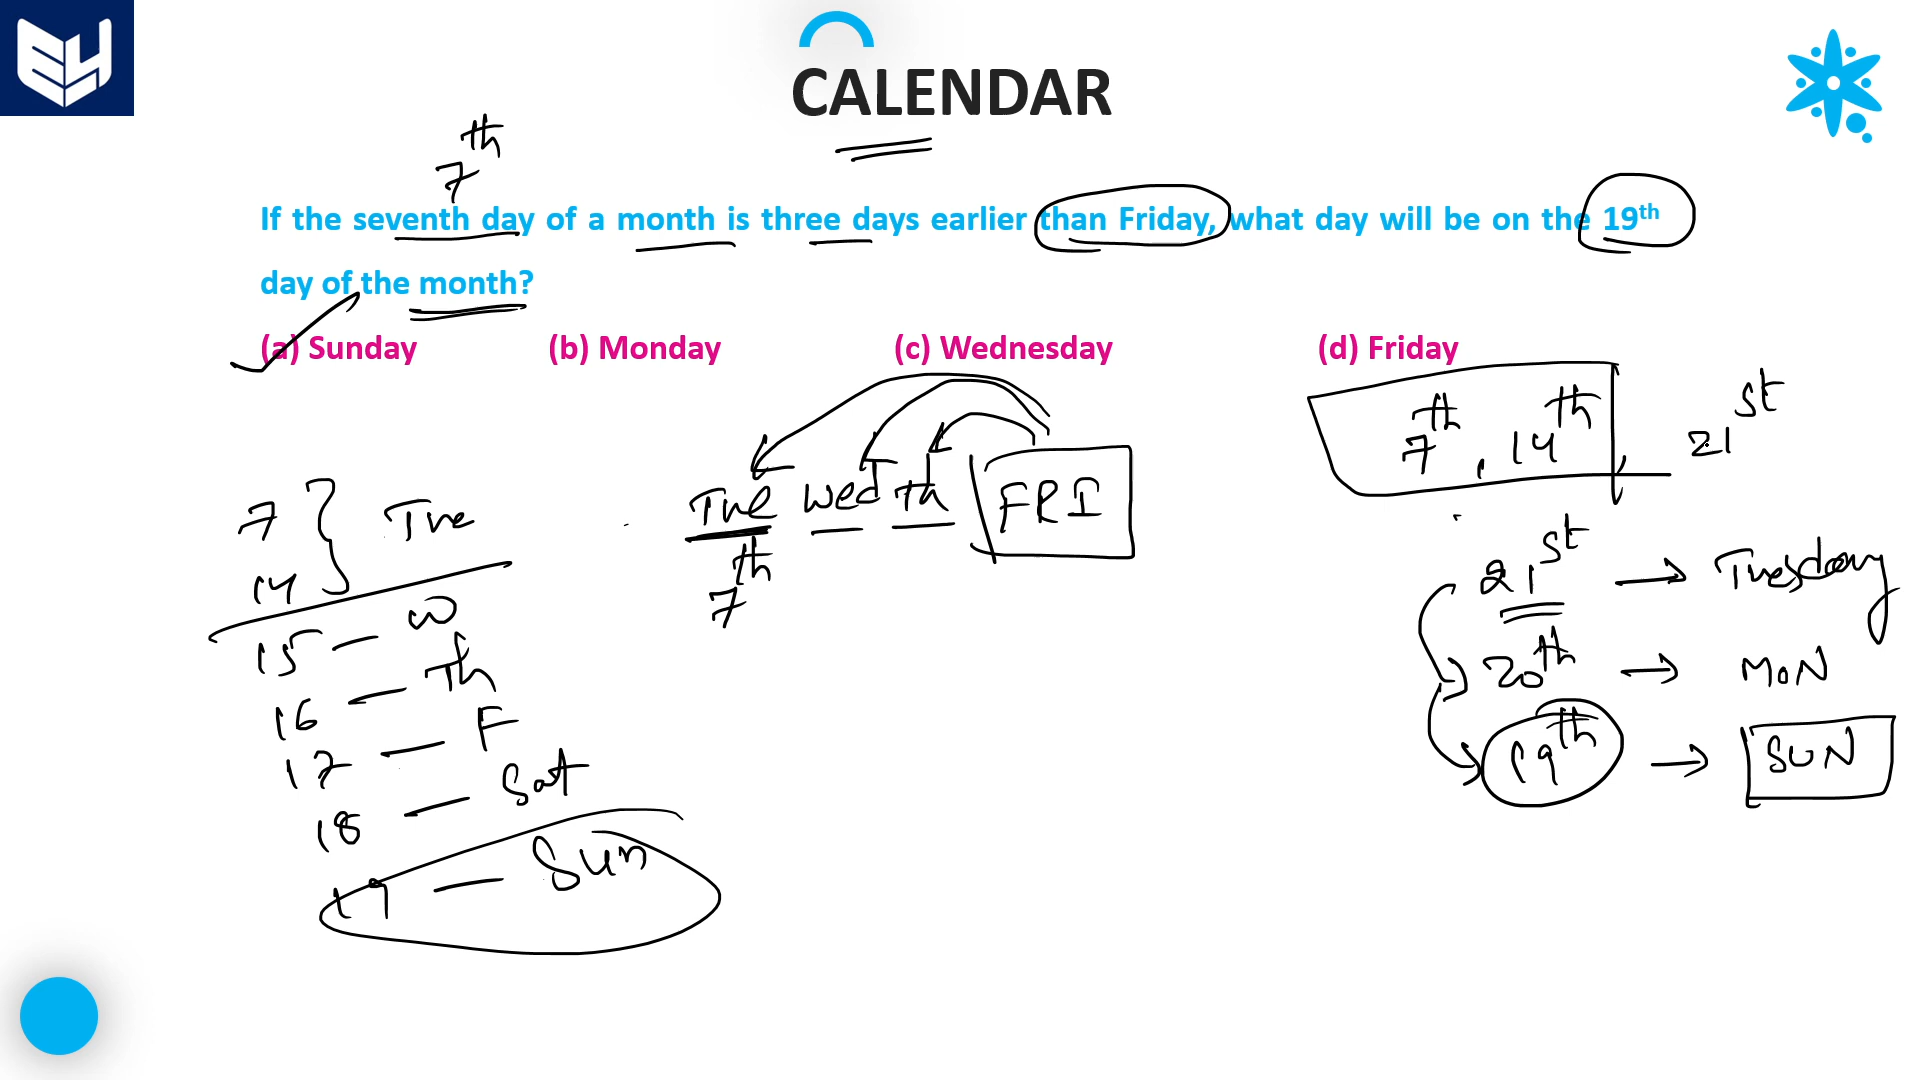 CALENDAR
7th
If the seventh day of a month is three days earlier than Friday, what day will be on the 19th
day of the month?
(a) Sunday (b) Monday (c) Wednesday (d) Friday
7th, 14th, 21st
7
14 } Tue
15 — W
16 — Th
17 — F
18 — Sat
19 — Sun
Tue Wed Th FRI
7th
21st → Tuesday
20th → MON
19th → SUN